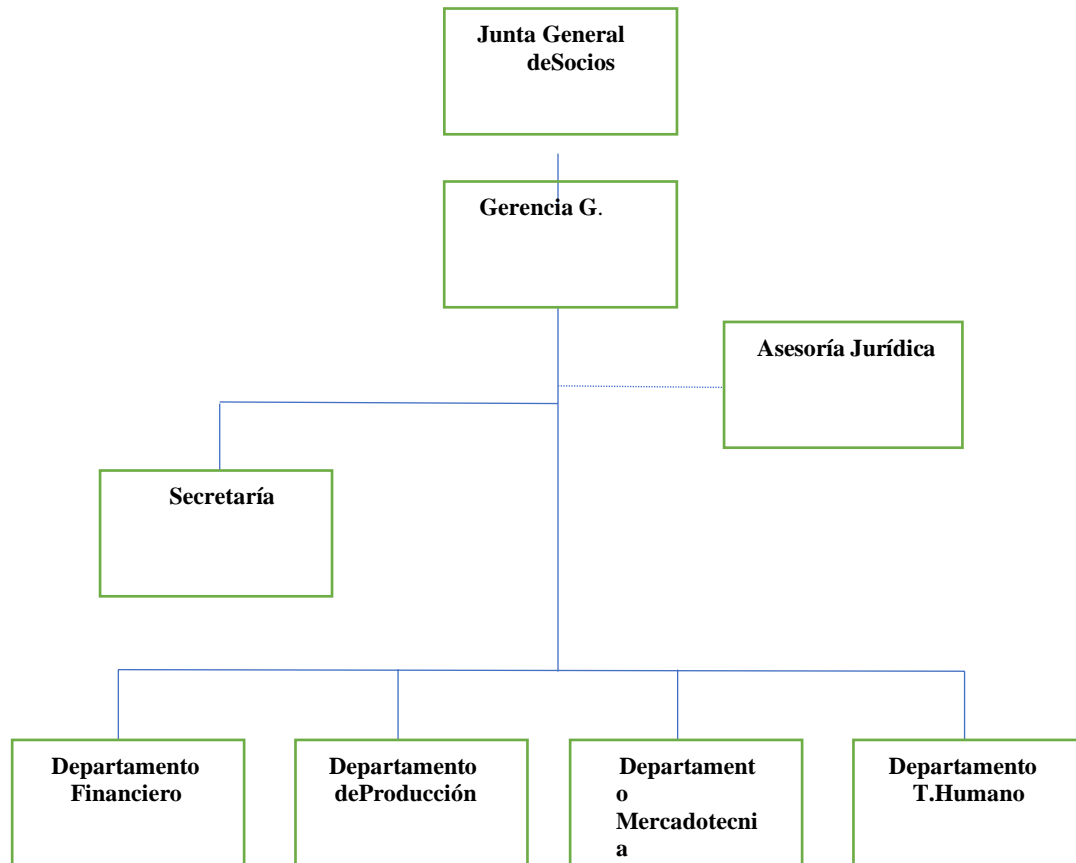 Junta General
deSocios
Gerencia G.
Asesoría Jurídica
Secretaría
Departamento
Financiero
Departamento
deProducción
Departament
o
Mercadotecni
a
Departamento
T.Humano